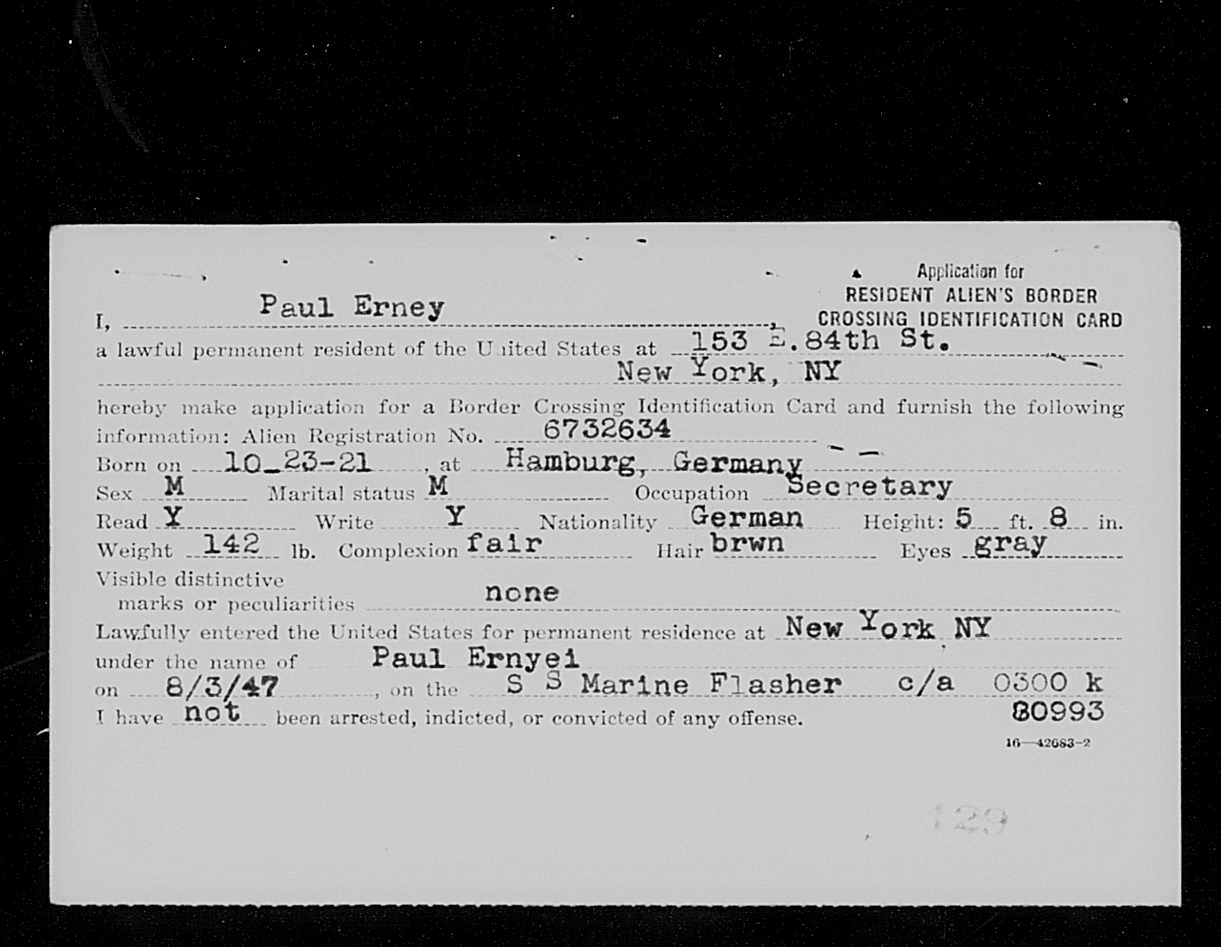 Application for
RESIDENT ALIEN'S BORDER
CROSSING IDENTIFICATION CARD
I, Paul Erney,
a lawful permanent resident of the United States at 153 E.84th St.
New York, NY
hereby make application for a Border Crossing Identification Card and furnish the following
information: Alien Registration No. 6732634
Born on 10_23-21, at Hamburg, Germany
Sex M Marital status M Occupation Secretary
Read Y Write Y Nationality German Height: 5 ft. 8 in.
Weight 142 lb. Complexion fair Hair brwn Eyes gray
Visible distinctive
marks or peculiarities none
Lawfully entered the United States for permanent residence at New York NY
under the name of Paul Ernyei
on 8/3/47, on the S S Marine Flasher c/a 0300 k
I have not been arrested, indicted, or convicted of any offense. 80993
16—42683-2
129